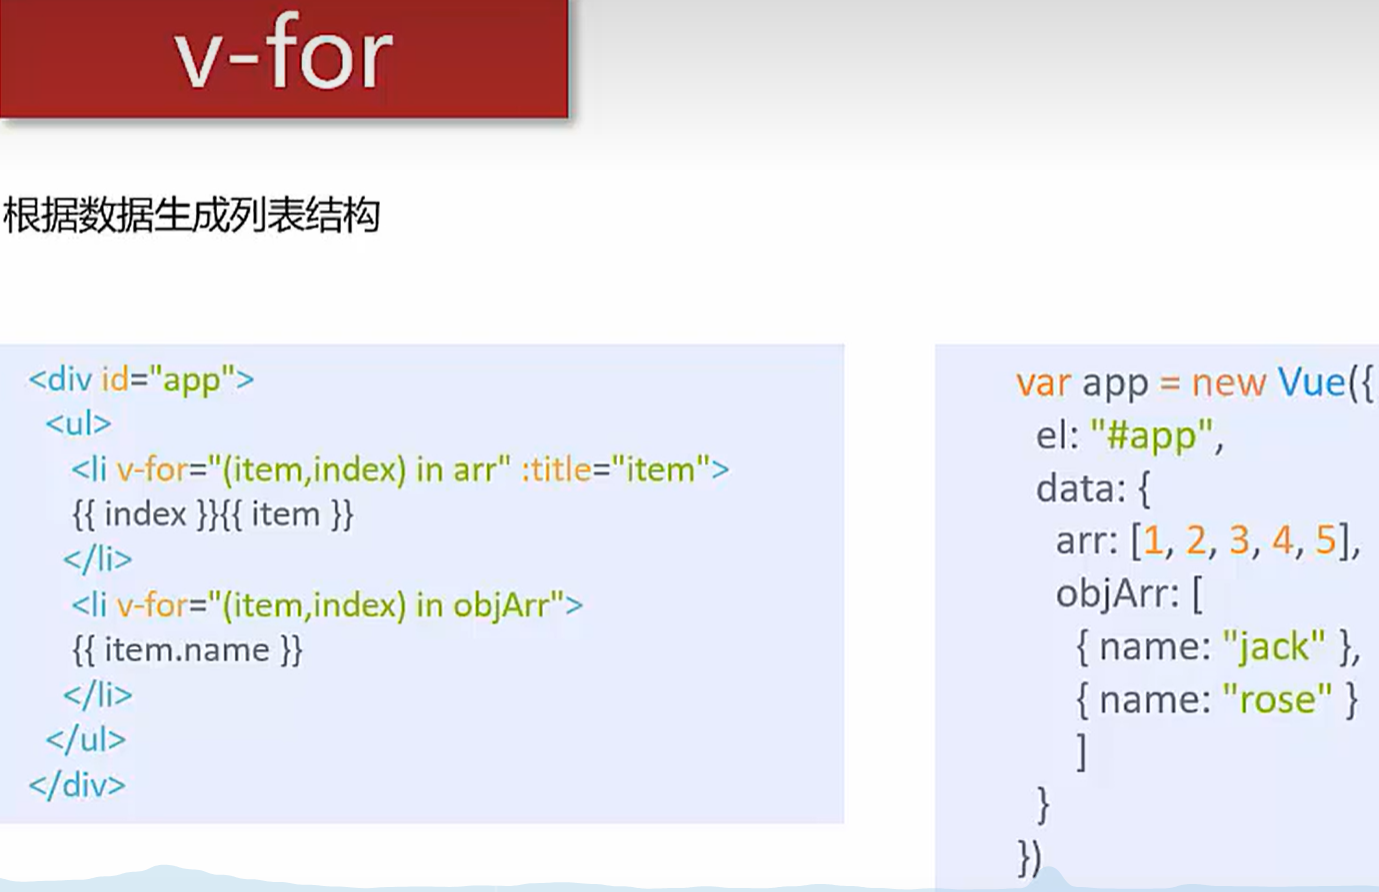 v-for
根据数据生成列表结构
<div id="app">
<ul>
<li v-for="(item,index) in arr" :title="item">
{{ index }}{{ item }}
</li>
<li v-for="(item,index) in objArr">
{{ item.name }}
</li>
</ul>
</div>
var app = new Vue({
el: "#app",
data: {
arr: [1, 2, 3, 4, 5],
objArr: [
{ name: "jack" },
{ name: "rose" }
]
}
})